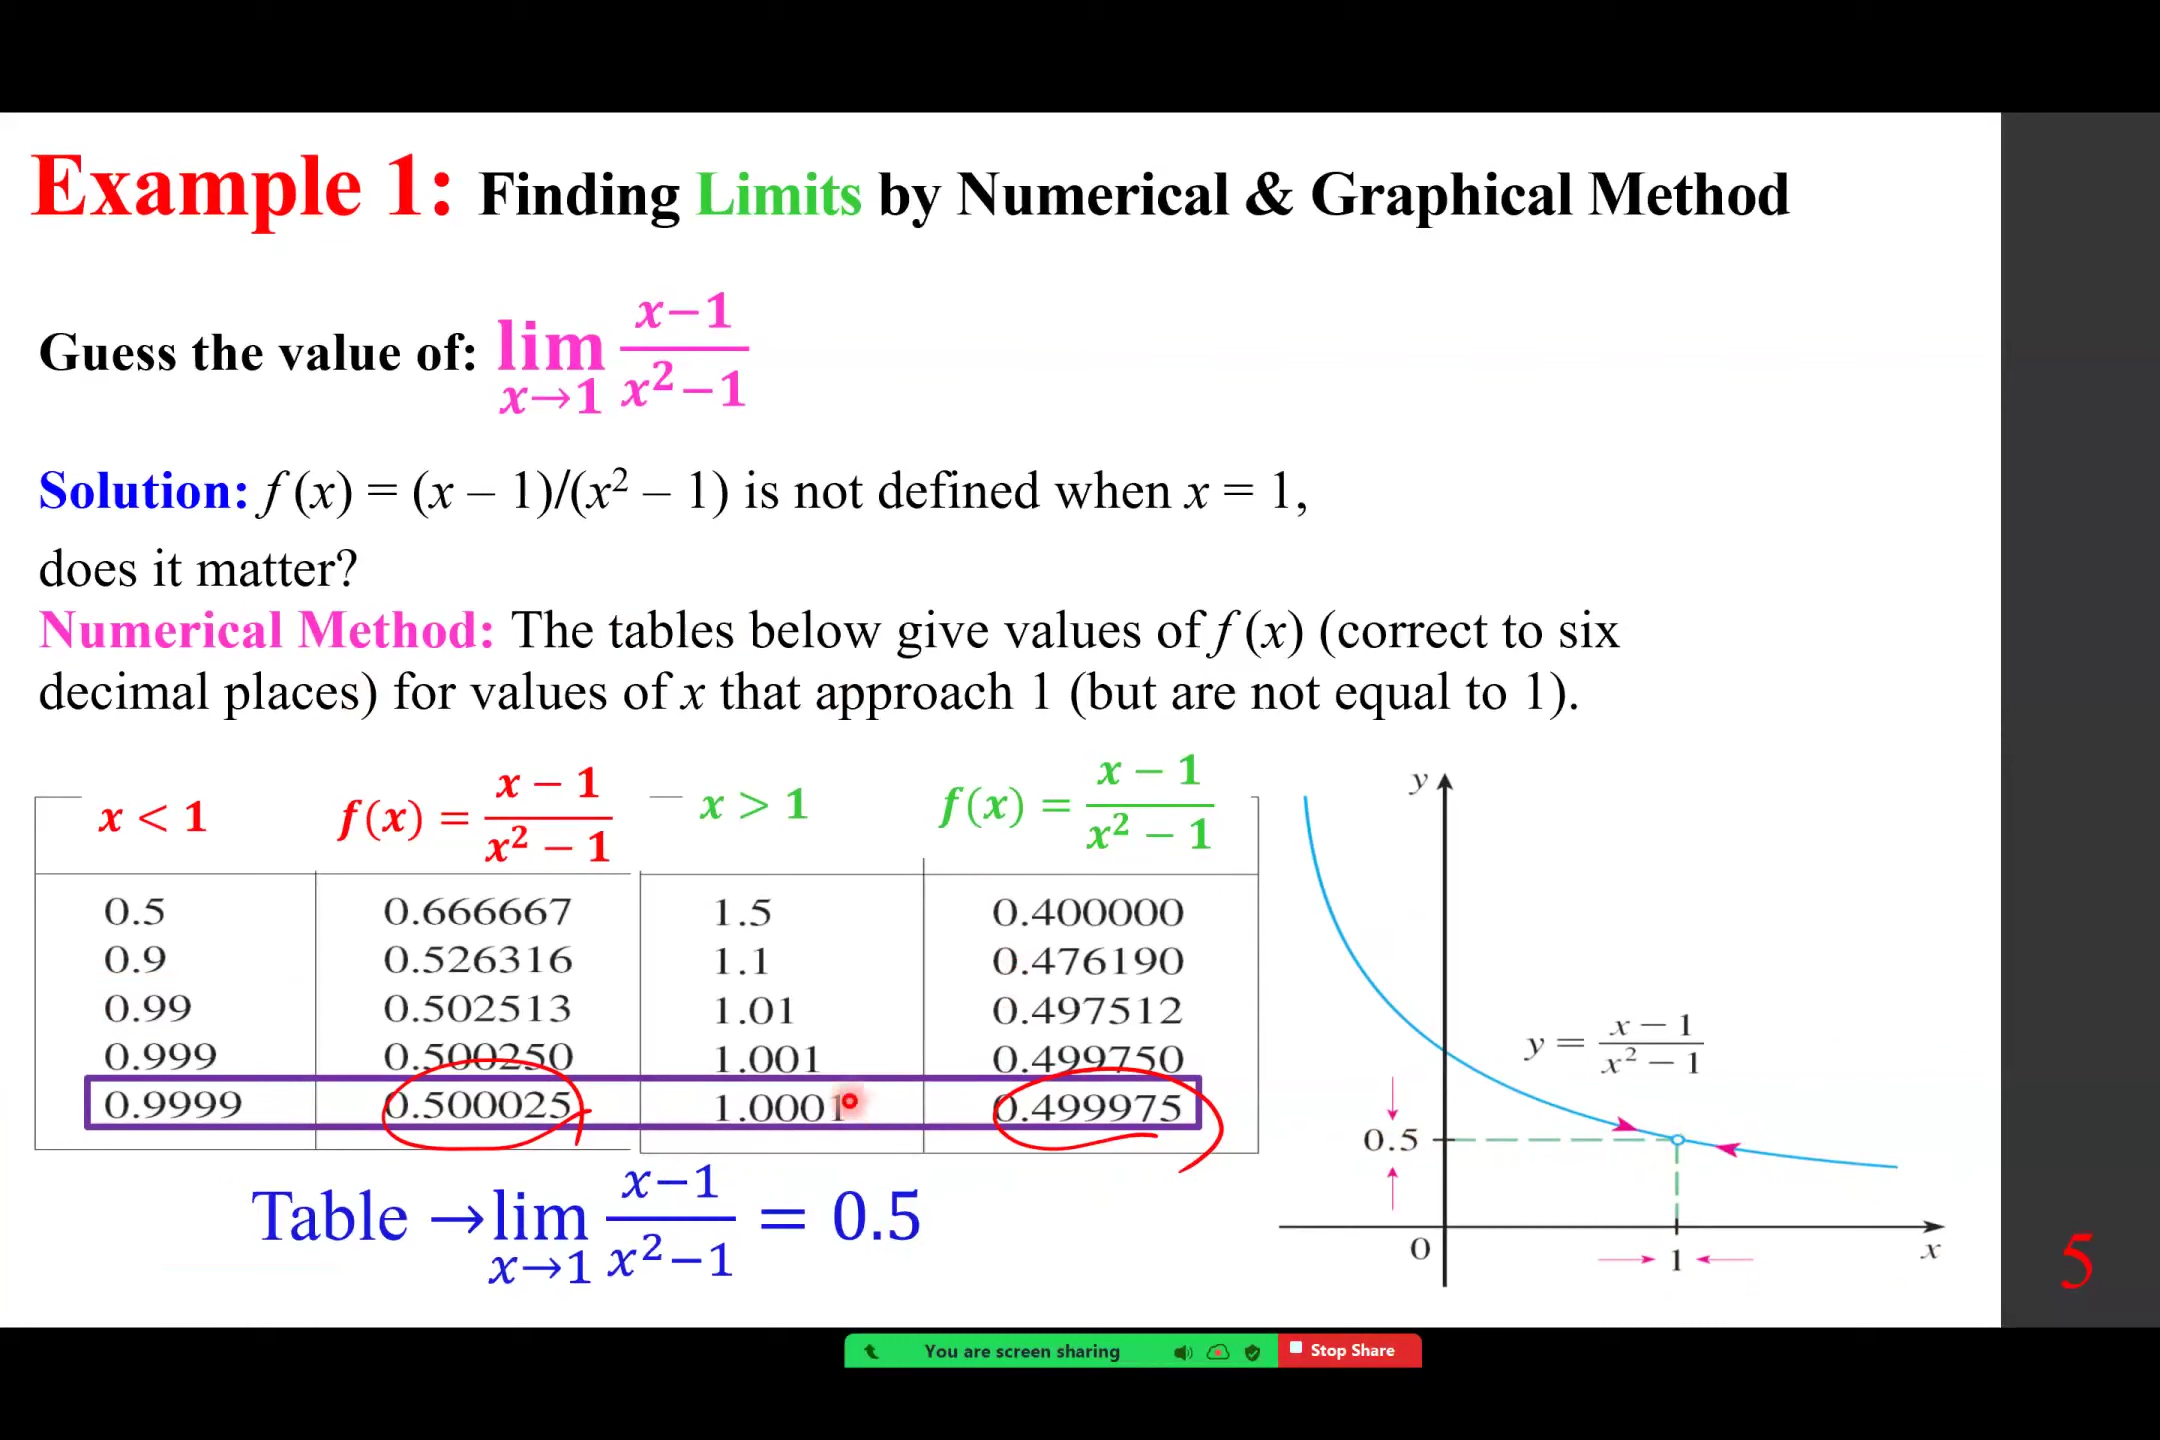 Example 1: Finding Limits by Numerical & Graphical Method
Guess the value of: lim x→1 x−1 / x²−1
Solution: f (x) = (x – 1)/(x² – 1) is not defined when x = 1,
does it matter?
Numerical Method: The tables below give values of f (x) (correct to six
decimal places) for values of x that approach 1 (but are not equal to 1).
x < 1 f(x) = x − 1 / x² − 1 x > 1 f(x) = x − 1 / x² − 1
0.5 0.666667 1.5 0.400000
0.9 0.526316 1.1 0.476190
0.99 0.502513 1.01 0.497512
0.999 0.500250 1.001 0.499750
0.9999 0.500025 1.0001 0.499975
Table →lim x→1 x−1 / x²−1 = 0.5
y
y = x − 1 / x² − 1
0.5
0 1 x
5
You are screen sharing Stop Share